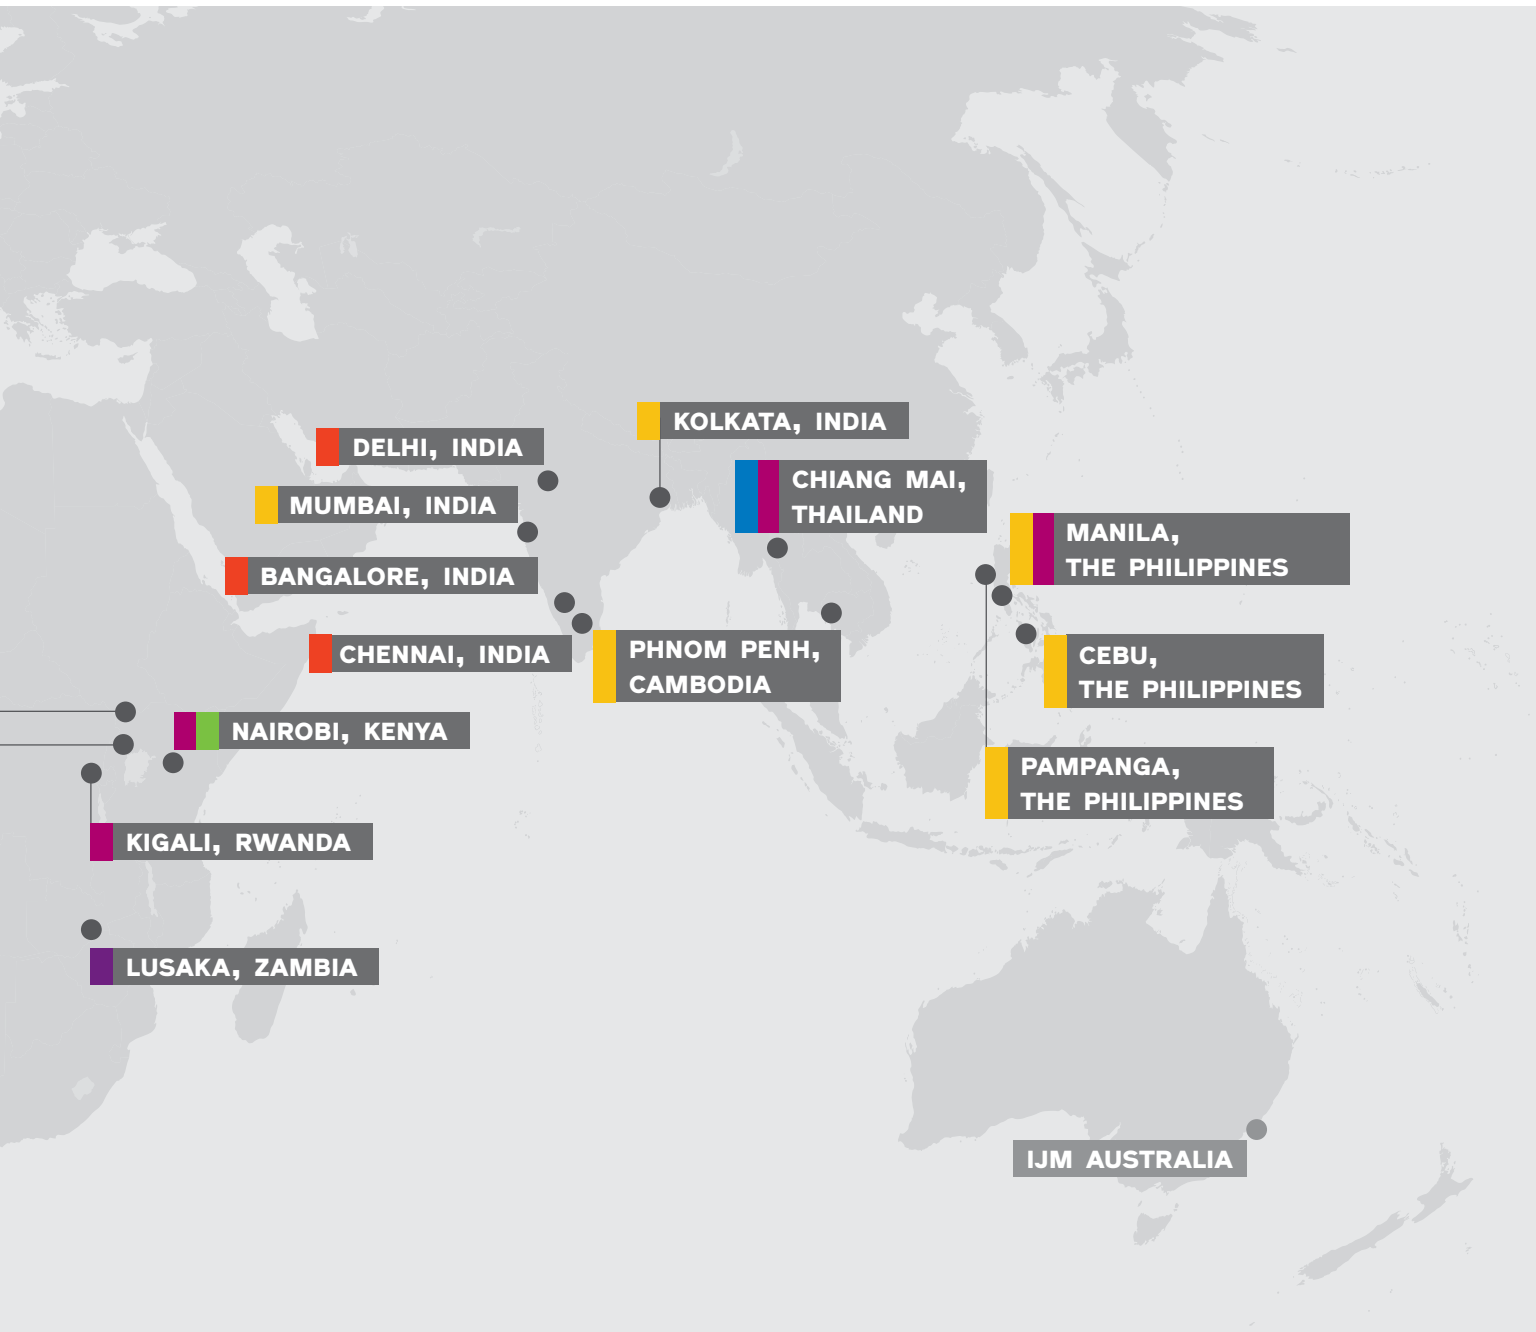 KOLKATA, INDIA
DELHI, INDIA
CHIANG MAI,
THAILAND
MUMBAI, INDIA
MANILA,
THE PHILIPPINES
BANGALORE, INDIA
CHENNAI, INDIA
PHNOM PENH,
CAMBODIA
CEBU,
THE PHILIPPINES
NAIROBI, KENYA
PAMPANGA,
THE PHILIPPINES
KIGALI, RWANDA
LUSAKA, ZAMBIA
IJM AUSTRALIA